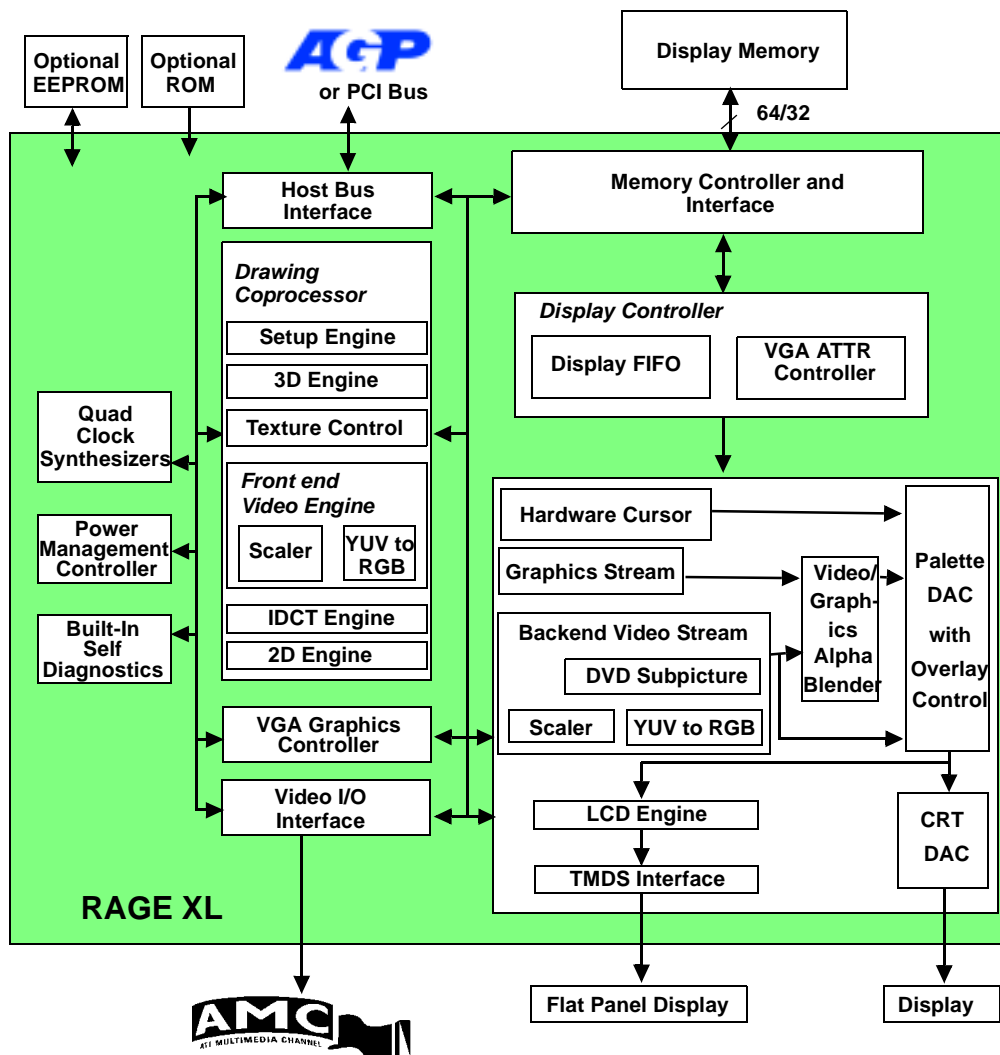 Optional
EEPROM
Optional
ROM
AGP
or PCI Bus
Display Memory
64/32
Host Bus
Interface
Memory Controller and
Interface
Drawing
Coprocessor
Setup Engine
3D Engine
Texture Control
Front end
Video Engine
Scaler
YUV to
RGB
IDCT Engine
2D Engine
Display Controller
Display FIFO
VGA ATTR
Controller
Quad
Clock
Synthesizers
Power
Management
Controller
Built-In
Self
Diagnostics
Hardware Cursor
Graphics Stream
Backend Video Stream
DVD Subpicture
Scaler
YUV to RGB
Video/
Graph-
ics
Alpha
Blender
Palette
DAC
with
Overlay
Control
VGA Graphics
Controller
Video I/O
Interface
LCD Engine
TMDS Interface
CRT
DAC
RAGE XL
AMC
ATI MULTIMEDIA CHANNEL
Flat Panel Display
Display